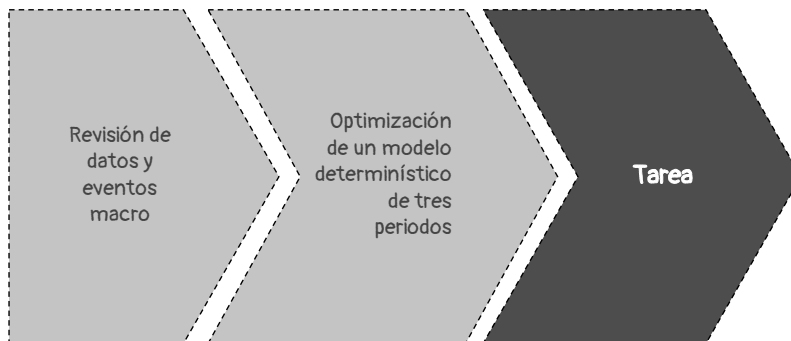 Revisión de
datos y
eventos
macro
Optimización
de un modelo
determinístico
de tres
periodos
Tarea